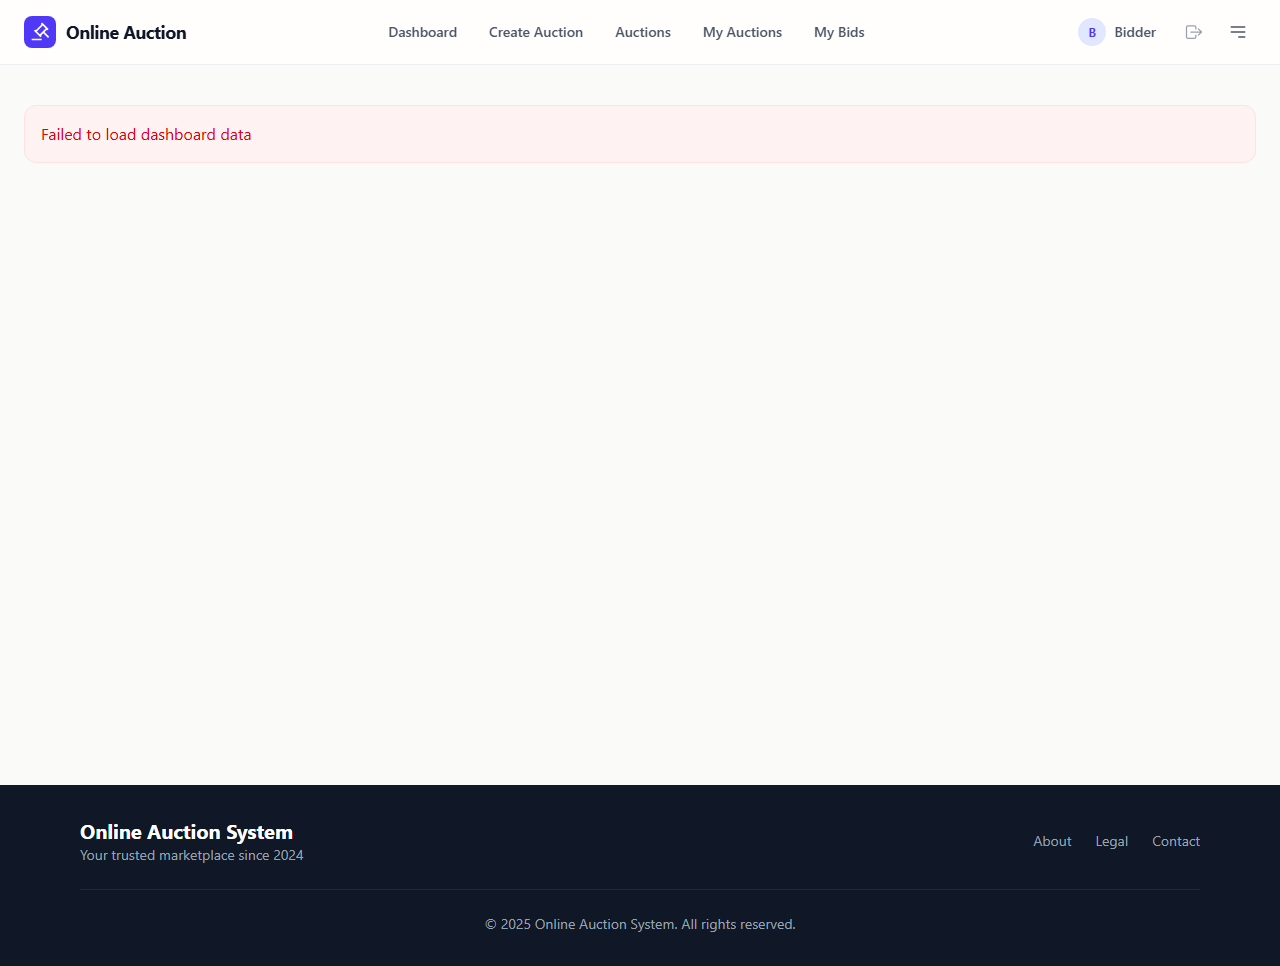 Online Auction
Dashboard
Create Auction
Auctions
My Auctions
My Bids
B
Bidder
Failed to load dashboard data
Online Auction System
Your trusted marketplace since 2024
About
Legal
Contact
© 2025 Online Auction System. All rights reserved.